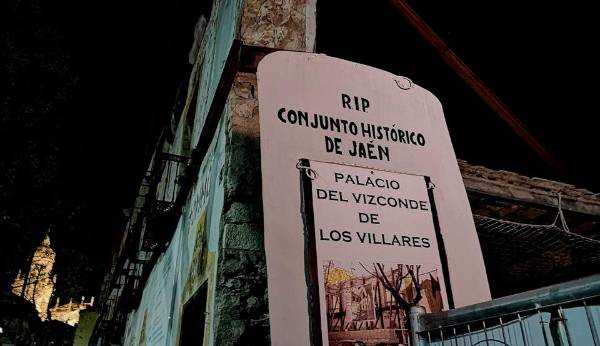 RIP
CONJUNTO HISTÓRICO
DE JAÉN
PALACIO
DEL VIZCONDE
DE
LOS VILLARES